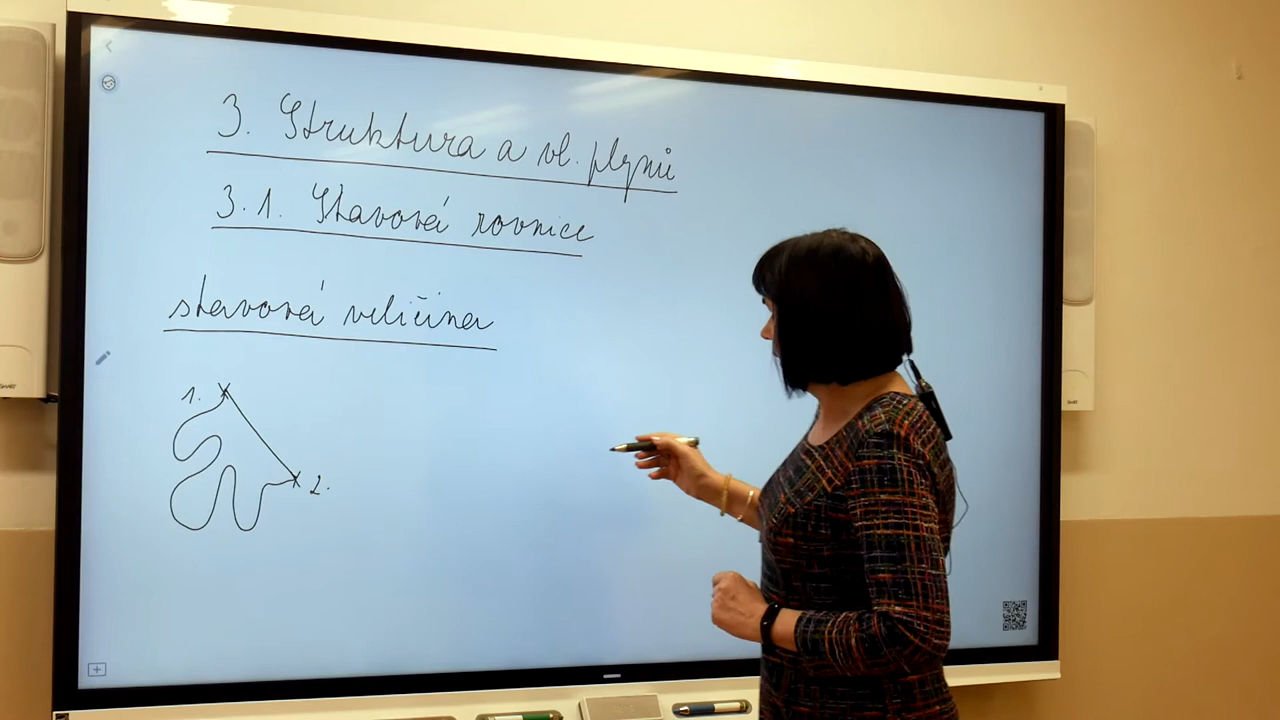 3. Struktura a vl. plynů
3.1. Stavová rovnice
stavová veličina
1.
2.